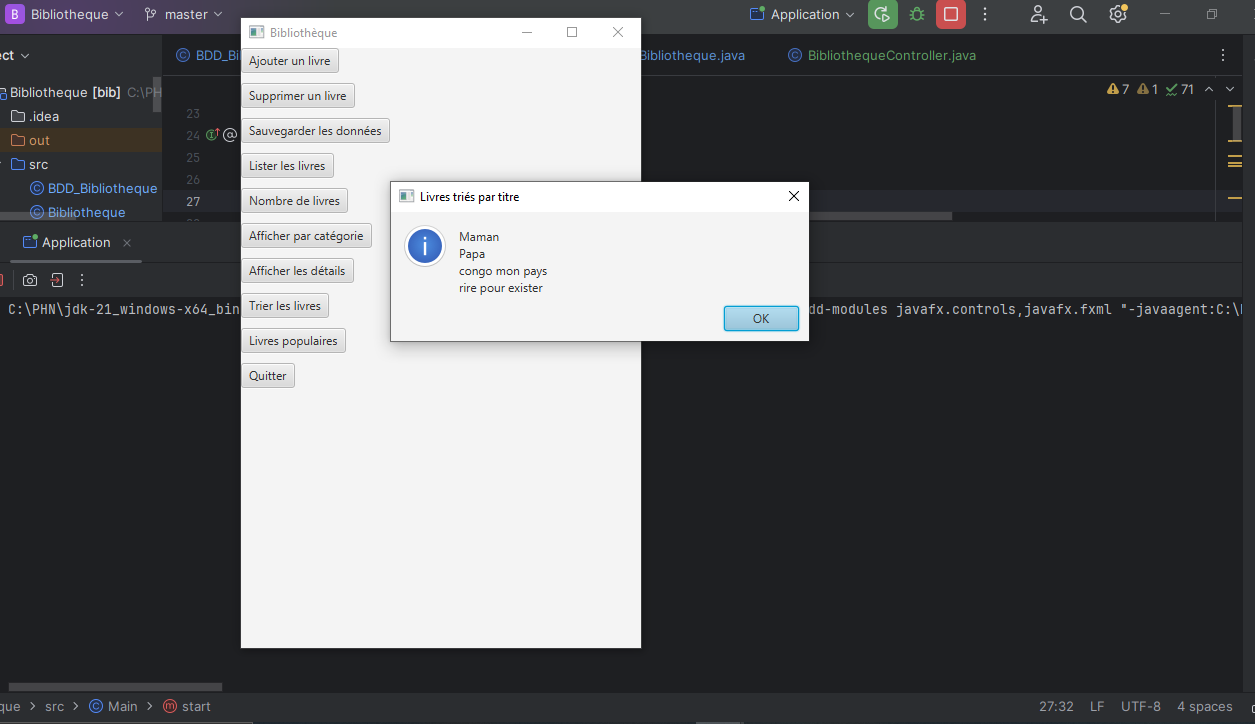 B Bibliotheque master
Application
Bibliothèque
ect
BDD_Bi
Bibliotheque.java
BibliothequeController.java
Bibliotheque [bib] C:\PH
.idea
out
src
BDD_Bibliotheque
Bibliotheque
7 1 71
23
24
25
26
27
Ajouter un livre
Supprimer un livre
Sauvegarder les données
Lister les livres
Nombre de livres
Afficher par catégorie
Afficher les détails
Trier les livres
Livres populaires
Quitter
Livres triés par titre
Maman
Papa
congo mon pays
rire pour exister
OK
Application
C:\PHN\jdk-21_windows-x64_bin
dd-modules javafx.controls,javafx.fxml "-javaagent:C:\
que > src > Main > start
27:32 LF UTF-8 4 spaces